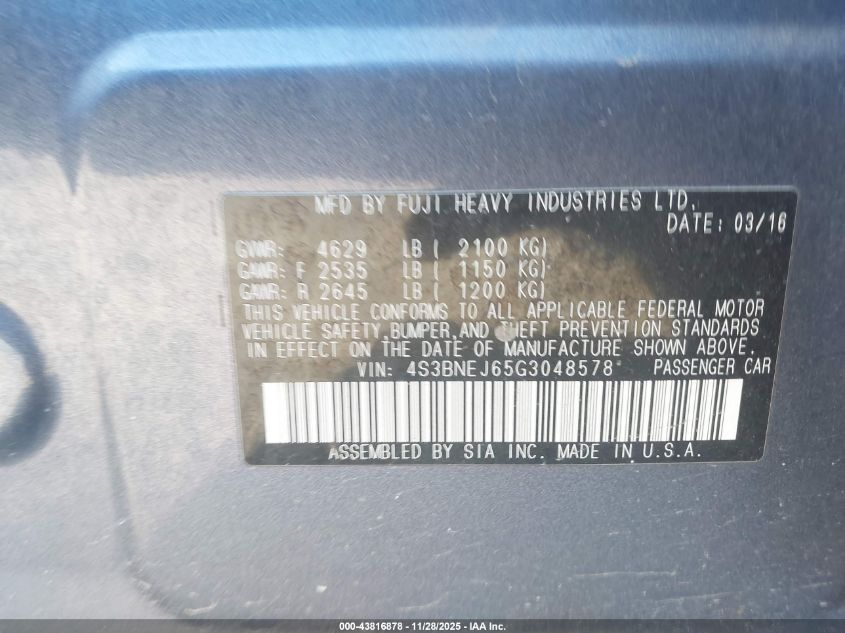 MFD BY FUJI HEAVY INDUSTRIES LTD.
DATE: 03/16
GVWR: 4629 LB ( 2100 KG)
GAWR: F 2535 LB ( 1150 KG)
GAWR: R 2645 LB ( 1200 KG)
THIS VEHICLE CONFORMS TO ALL APPLICABLE FEDERAL MOTOR
VEHICLE SAFETY, BUMPER, AND THEFT PREVENTION STANDARDS
IN EFFECT ON THE DATE OF MANUFACTURE SHOWN ABOVE.
VIN: 4S3BNEJ65G3048578 PASSENGER CAR
ASSEMBLED BY SIA INC. MADE IN U.S.A.
000-43816878 - 11/28/2025 - IAA Inc.